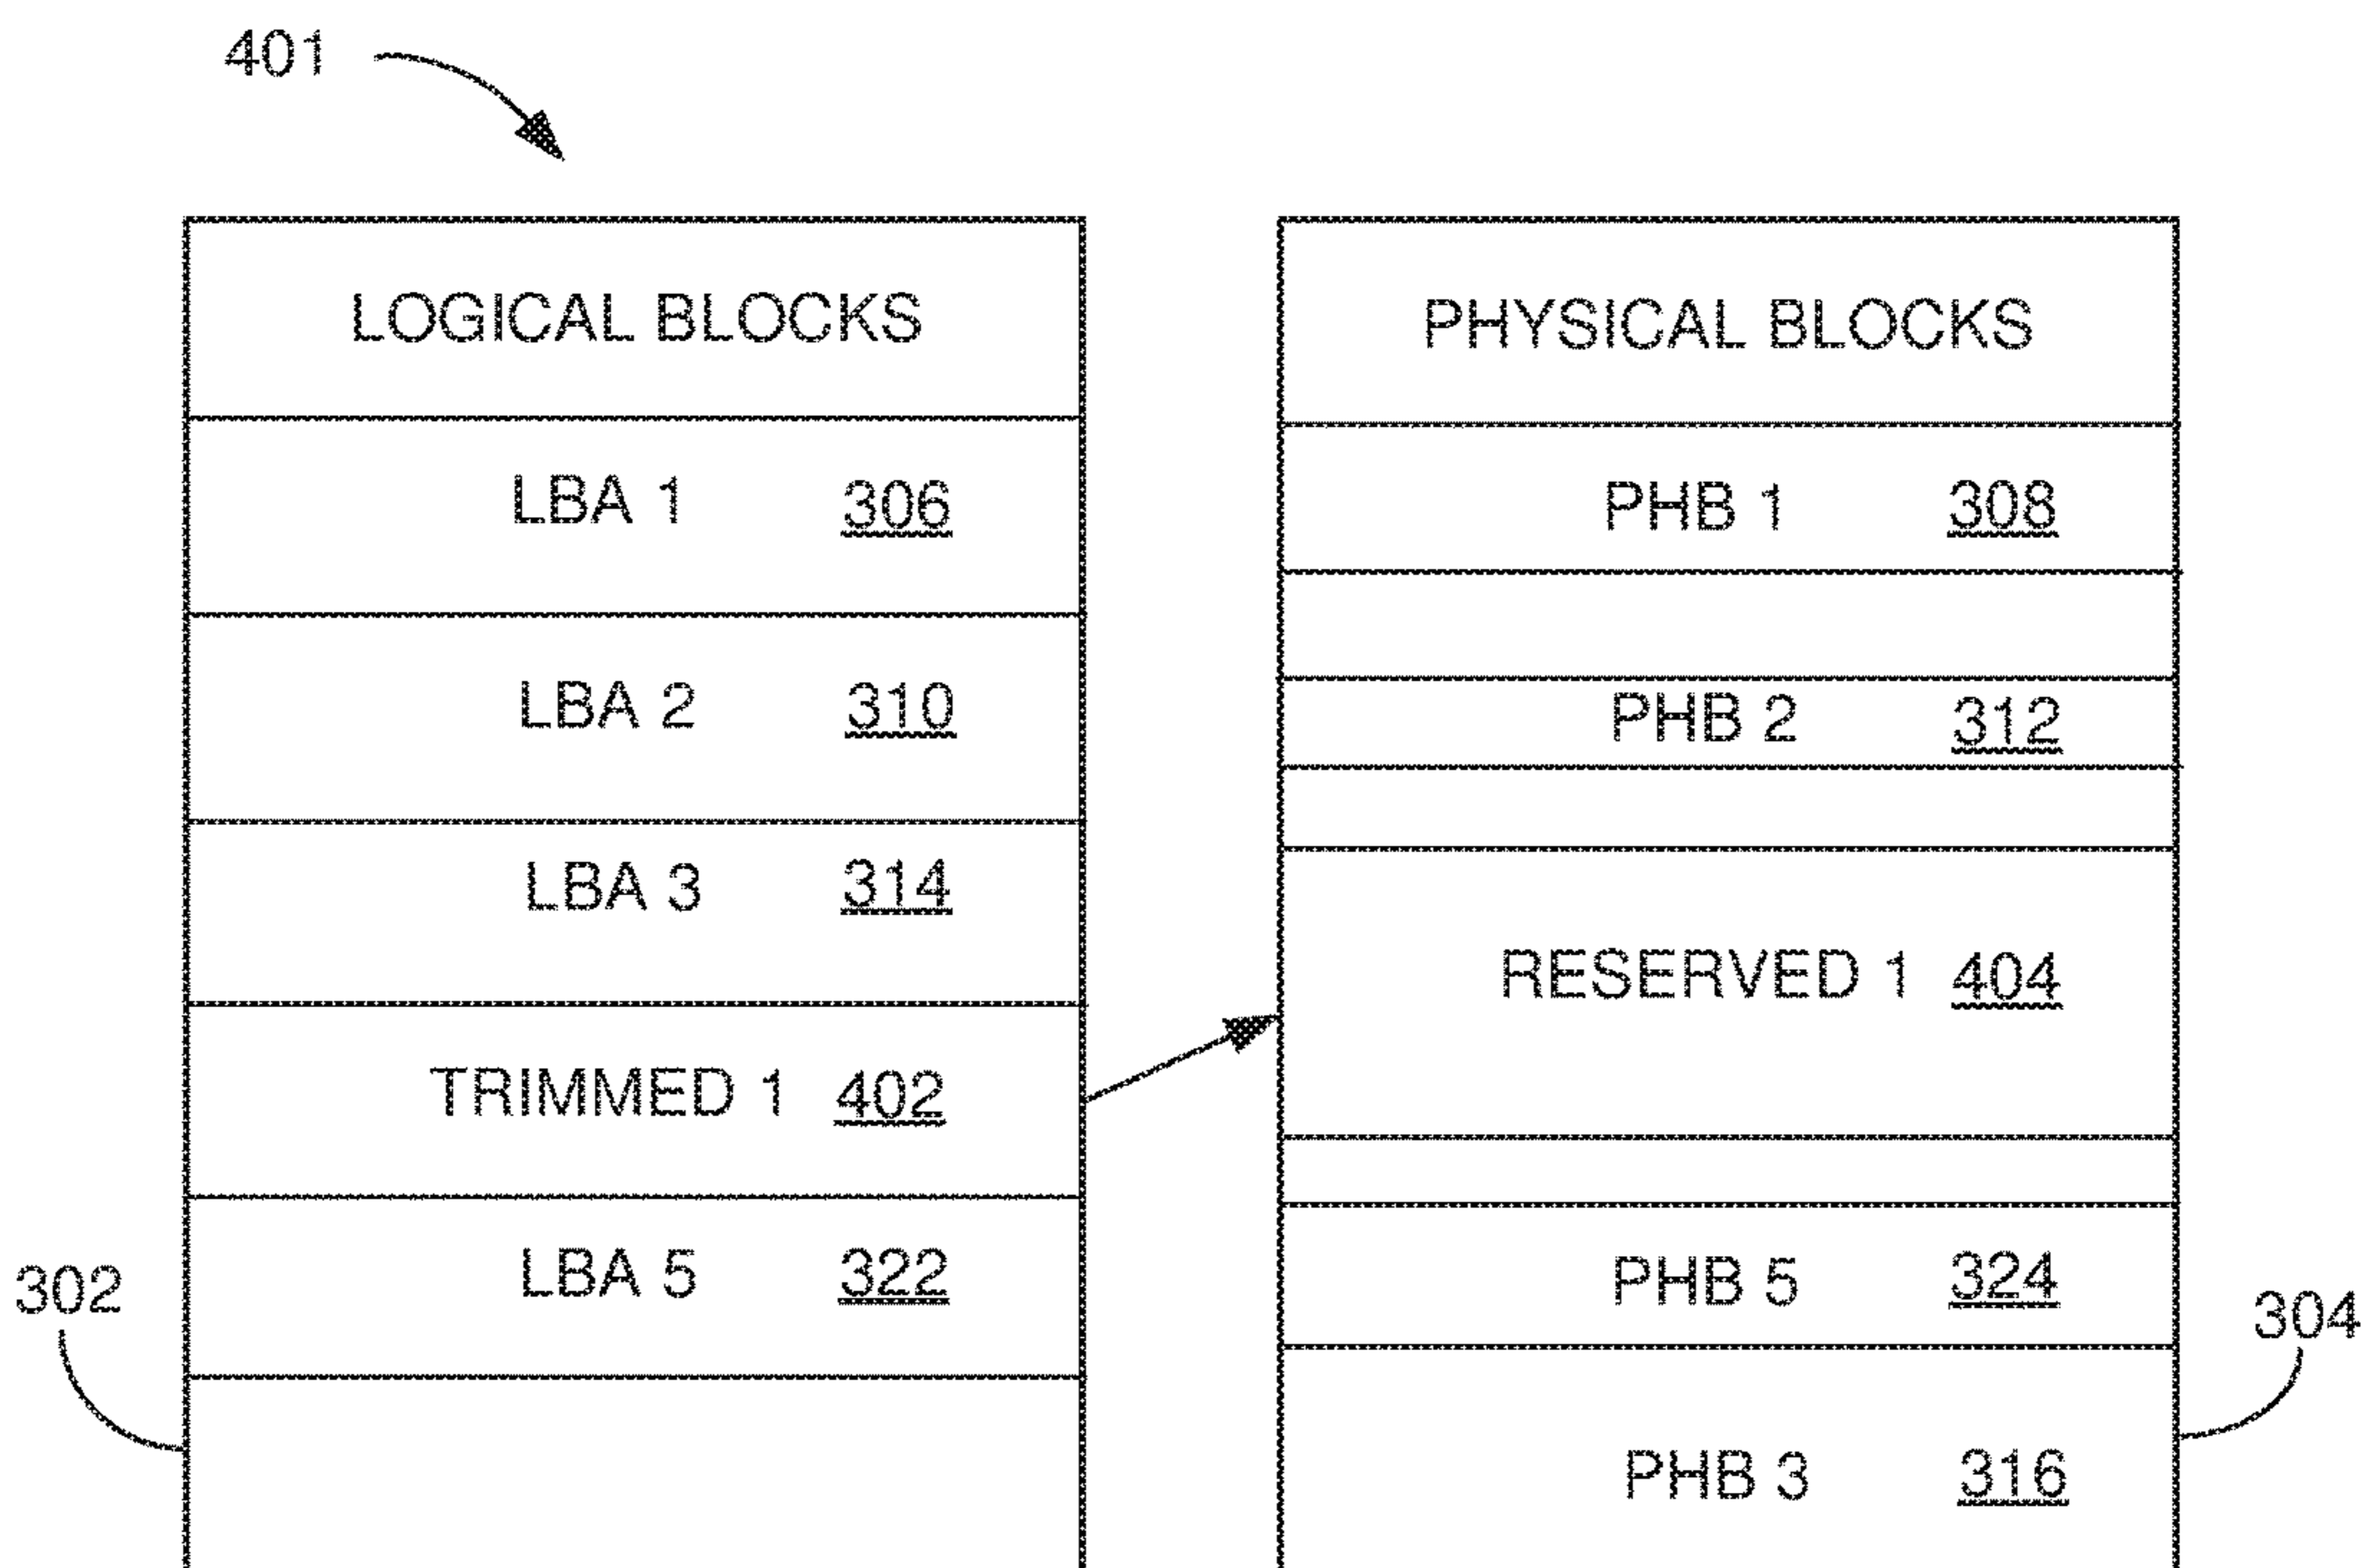 401
LOGICAL BLOCKS
LBA 1 306
LBA 2 310
LBA 3 314
TRIMMED 1 402
LBA 5 322
302
PHYSICAL BLOCKS
PHB 1 308
PHB 2 312
RESERVED 1 404
PHB 5 324
PHB 3 316
304